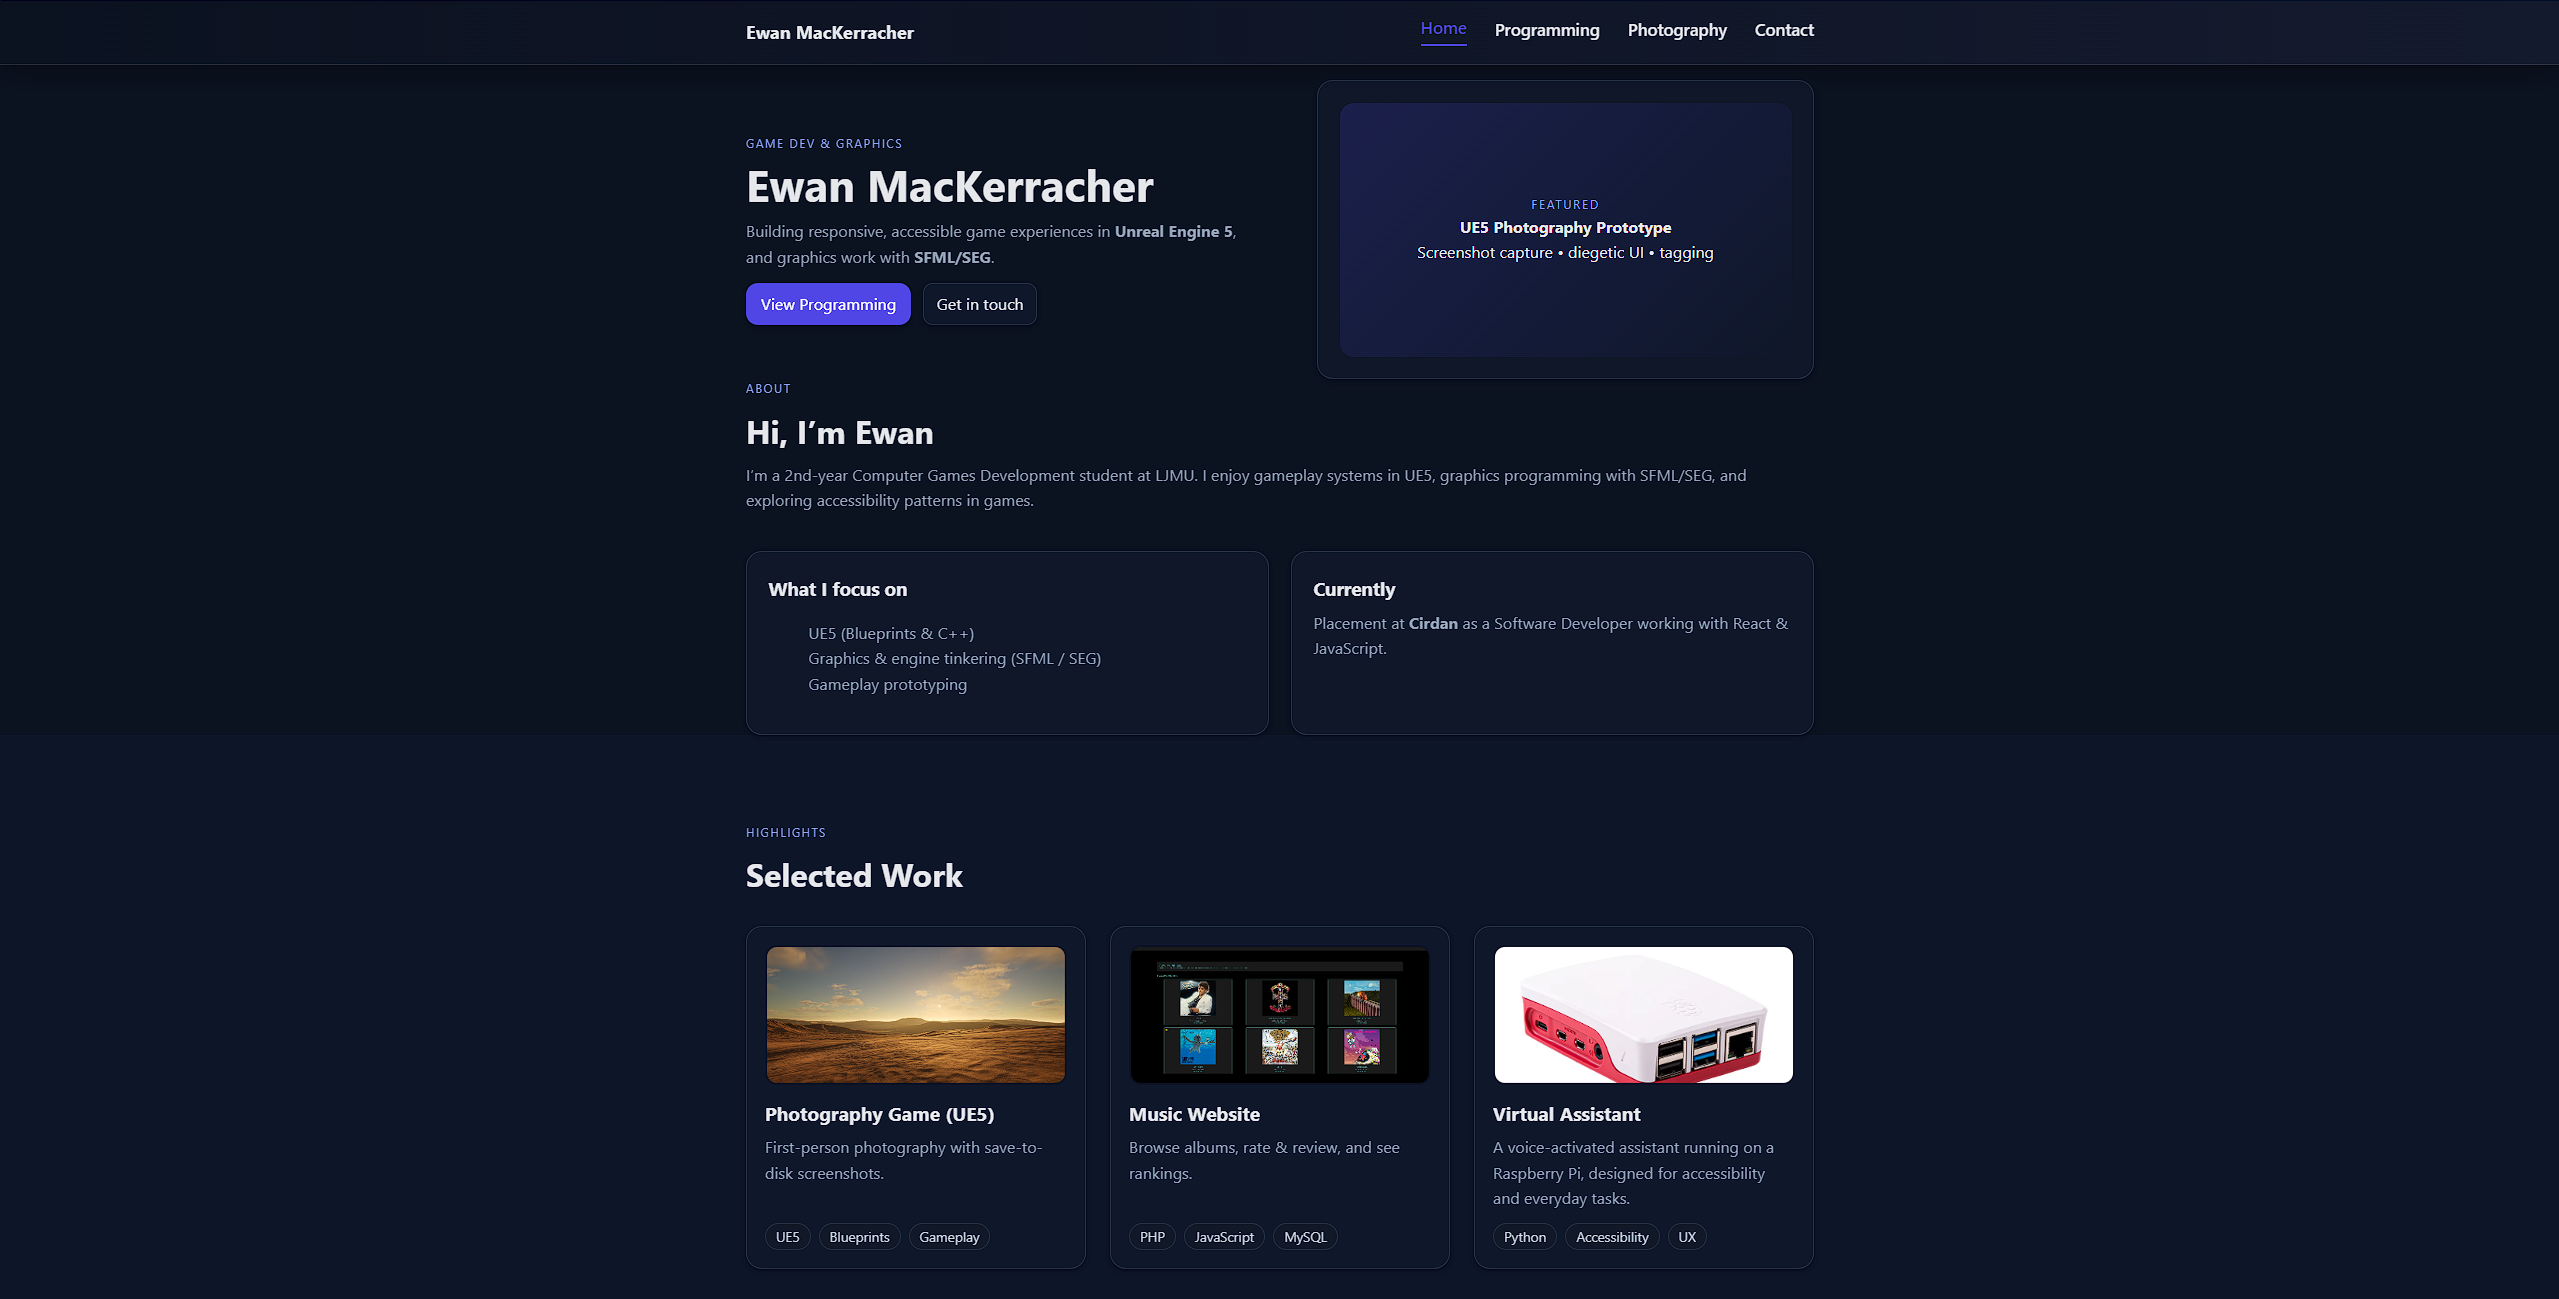 Ewan MacKerracher
Home Programming Photography Contact
GAME DEV & GRAPHICS
Ewan MacKerracher
Building responsive, accessible game experiences in Unreal Engine 5,
and graphics work with SFML/SEG.
View Programming Get in touch
FEATURED
UE5 Photography Prototype
Screenshot capture • diegetic UI • tagging
ABOUT
Hi, I’m Ewan
I’m a 2nd-year Computer Games Development student at LJMU. I enjoy gameplay systems in UE5, graphics programming with SFML/SEG, and
exploring accessibility patterns in games.
What I focus on
UE5 (Blueprints & C++)
Graphics & engine tinkering (SFML / SEG)
Gameplay prototyping
Currently
Placement at Cirdan as a Software Developer working with React &
JavaScript.
HIGHLIGHTS
Selected Work
Photography Game (UE5)
First-person photography with save-to-
disk screenshots.
UE5 Blueprints Gameplay
Music Website
Browse albums, rate & review, and see
rankings.
PHP JavaScript MySQL
Virtual Assistant
A voice-activated assistant running on a
Raspberry Pi, designed for accessibility
and everyday tasks.
Python Accessibility UX